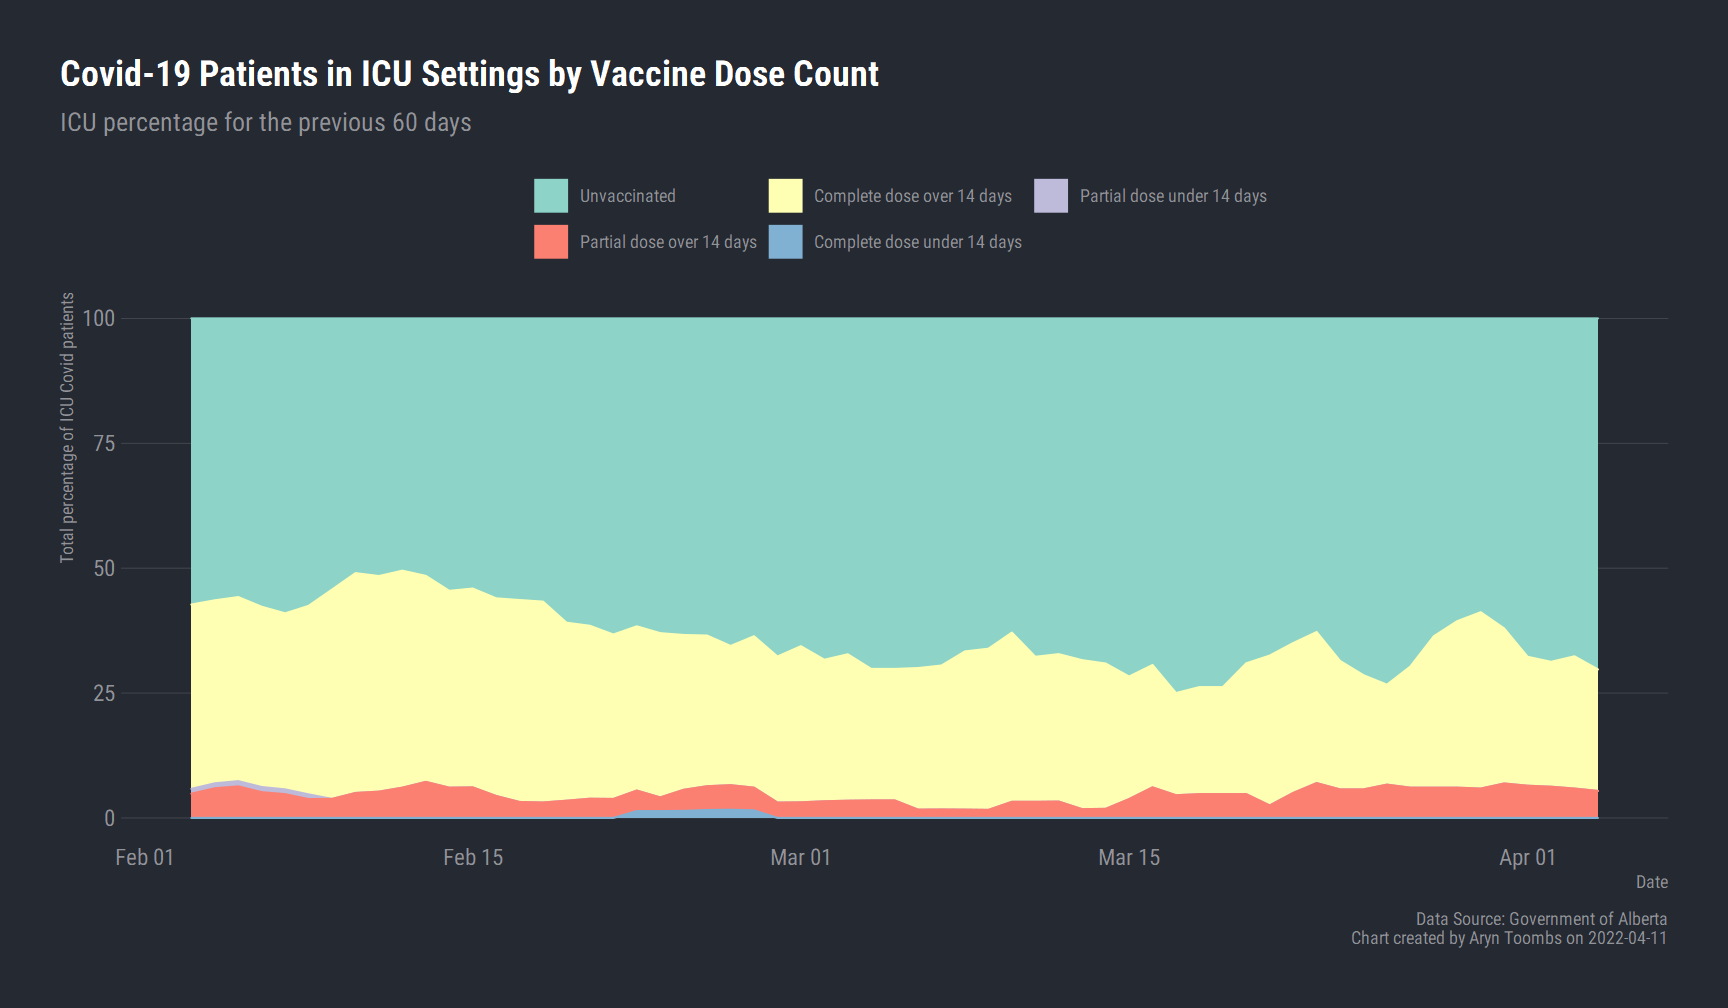 Covid-19 Patients in ICU Settings by Vaccine Dose Count
ICU percentage for the previous 60 days
Unvaccinated
Complete dose over 14 days
Partial dose under 14 days
Partial dose over 14 days
Complete dose under 14 days
Total percentage of ICU Covid patients
100
75
50
25
0
Feb 01
Feb 15
Mar 01
Mar 15
Apr 01
Date
Data Source: Government of Alberta
Chart created by Aryn Toombs on 2022-04-11